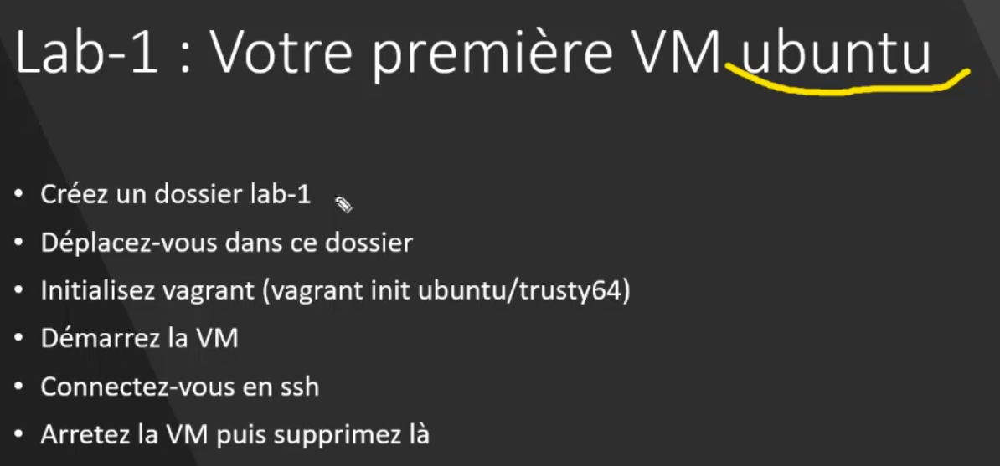 Lab-1 : Votre première VM ubuntu
• Créez un dossier lab-1
• Déplacez-vous dans ce dossier
• Initialisez vagrant (vagrant init ubuntu/trusty64)
• Démarrez la VM
• Connectez-vous en ssh
• Arretez la VM puis supprimez là